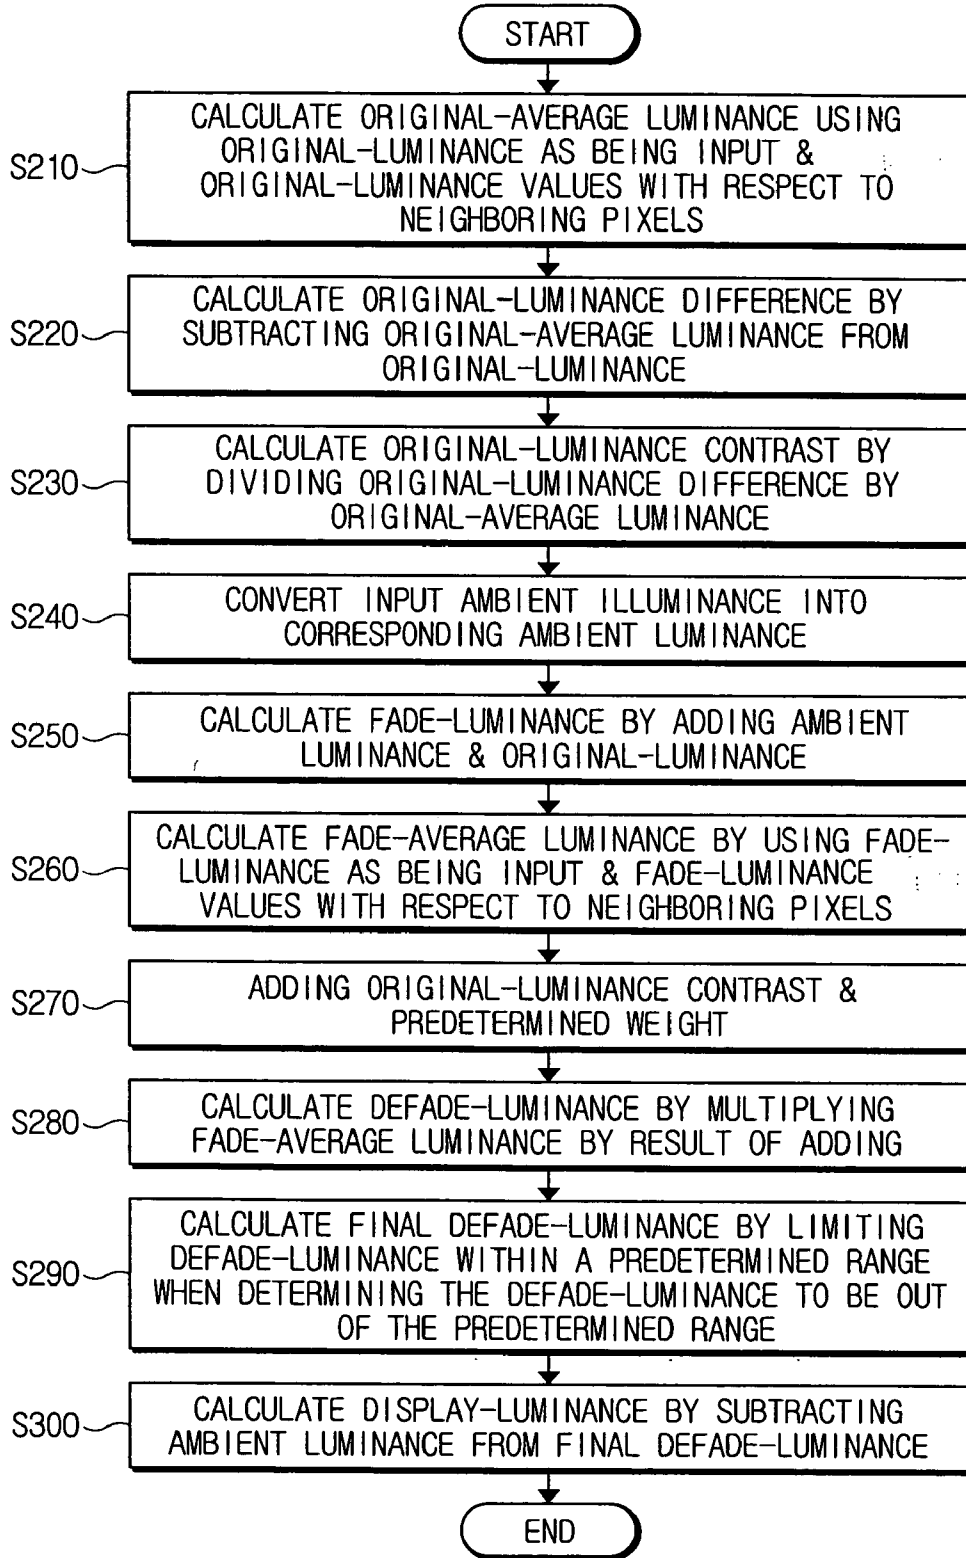 START
S210
CALCULATE ORIGINAL-AVERAGE LUMINANCE USING
ORIGINAL-LUMINANCE AS BEING INPUT &
ORIGINAL-LUMINANCE VALUES WITH RESPECT TO
NEIGHBORING PIXELS
S220
CALCULATE ORIGINAL-LUMINANCE DIFFERENCE BY
SUBTRACTING ORIGINAL-AVERAGE LUMINANCE FROM
ORIGINAL-LUMINANCE
S230
CALCULATE ORIGINAL-LUMINANCE CONTRAST BY
DIVIDING ORIGINAL-LUMINANCE DIFFERENCE BY
ORIGINAL-AVERAGE LUMINANCE
S240
CONVERT INPUT AMBIENT ILLUMINANCE INTO
CORRESPONDING AMBIENT LUMINANCE
S250
CALCULATE FADE-LUMINANCE BY ADDING AMBIENT
LUMINANCE & ORIGINAL-LUMINANCE
S260
CALCULATE FADE-AVERAGE LUMINANCE BY USING FADE-
LUMINANCE AS BEING INPUT & FADE-LUMINANCE
VALUES WITH RESPECT TO NEIGHBORING PIXELS
S270
ADDING ORIGINAL-LUMINANCE CONTRAST &
PREDETERMINED WEIGHT
S280
CALCULATE DEFADE-LUMINANCE BY MULTIPLYING
FADE-AVERAGE LUMINANCE BY RESULT OF ADDING
S290
CALCULATE FINAL DEFADE-LUMINANCE BY LIMITING
DEFADE-LUMINANCE WITHIN A PREDETERMINED RANGE
WHEN DETERMINING THE DEFADE-LUMINANCE TO BE OUT
OF THE PREDETERMINED RANGE
S300
CALCULATE DISPLAY-LUMINANCE BY SUBTRACTING
AMBIENT LUMINANCE FROM FINAL DEFADE-LUMINANCE
END